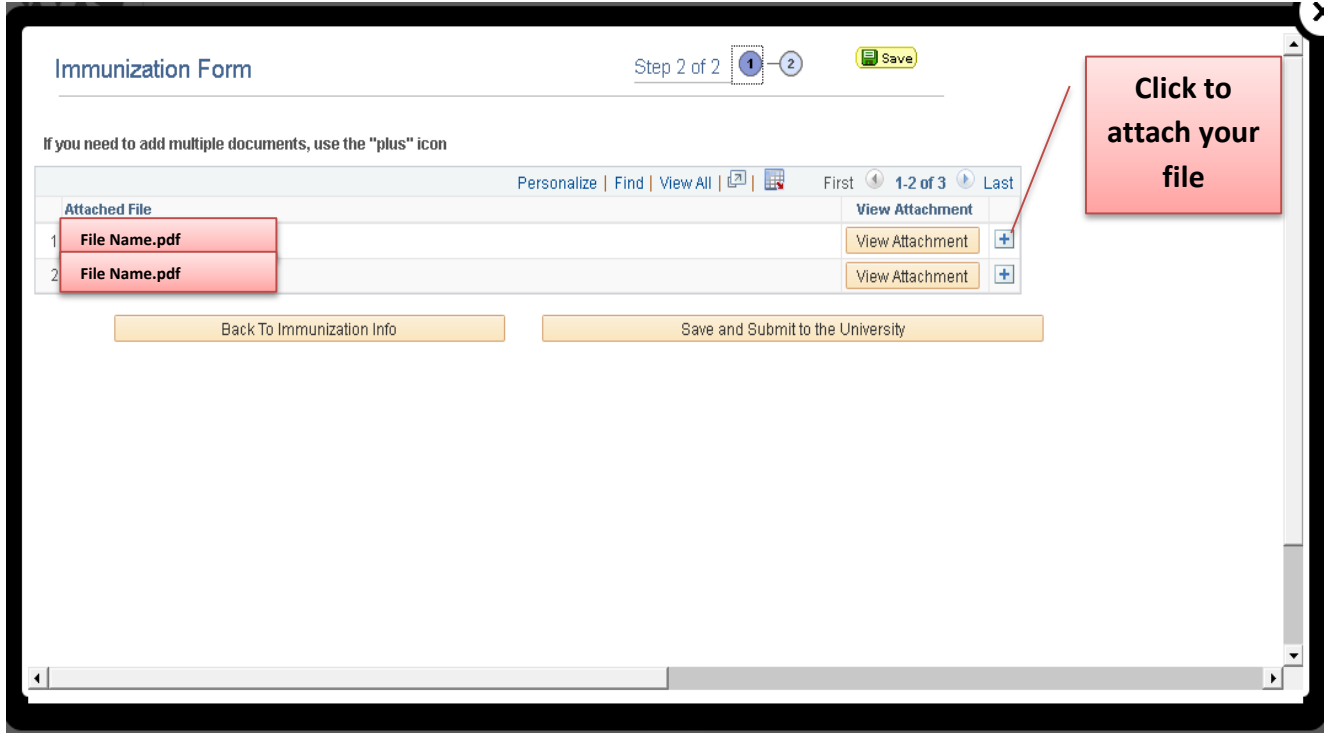 Immunization Form
Step 2 of 2 1 2
Save
Click to
attach your
file
If you need to add multiple documents, use the "plus" icon
Personalize | Find | View All | | First 1-2 of 3 Last
Attached File View Attachment
1 File Name.pdf View Attachment
2 File Name.pdf View Attachment
Back To Immunization Info Save and Submit to the University